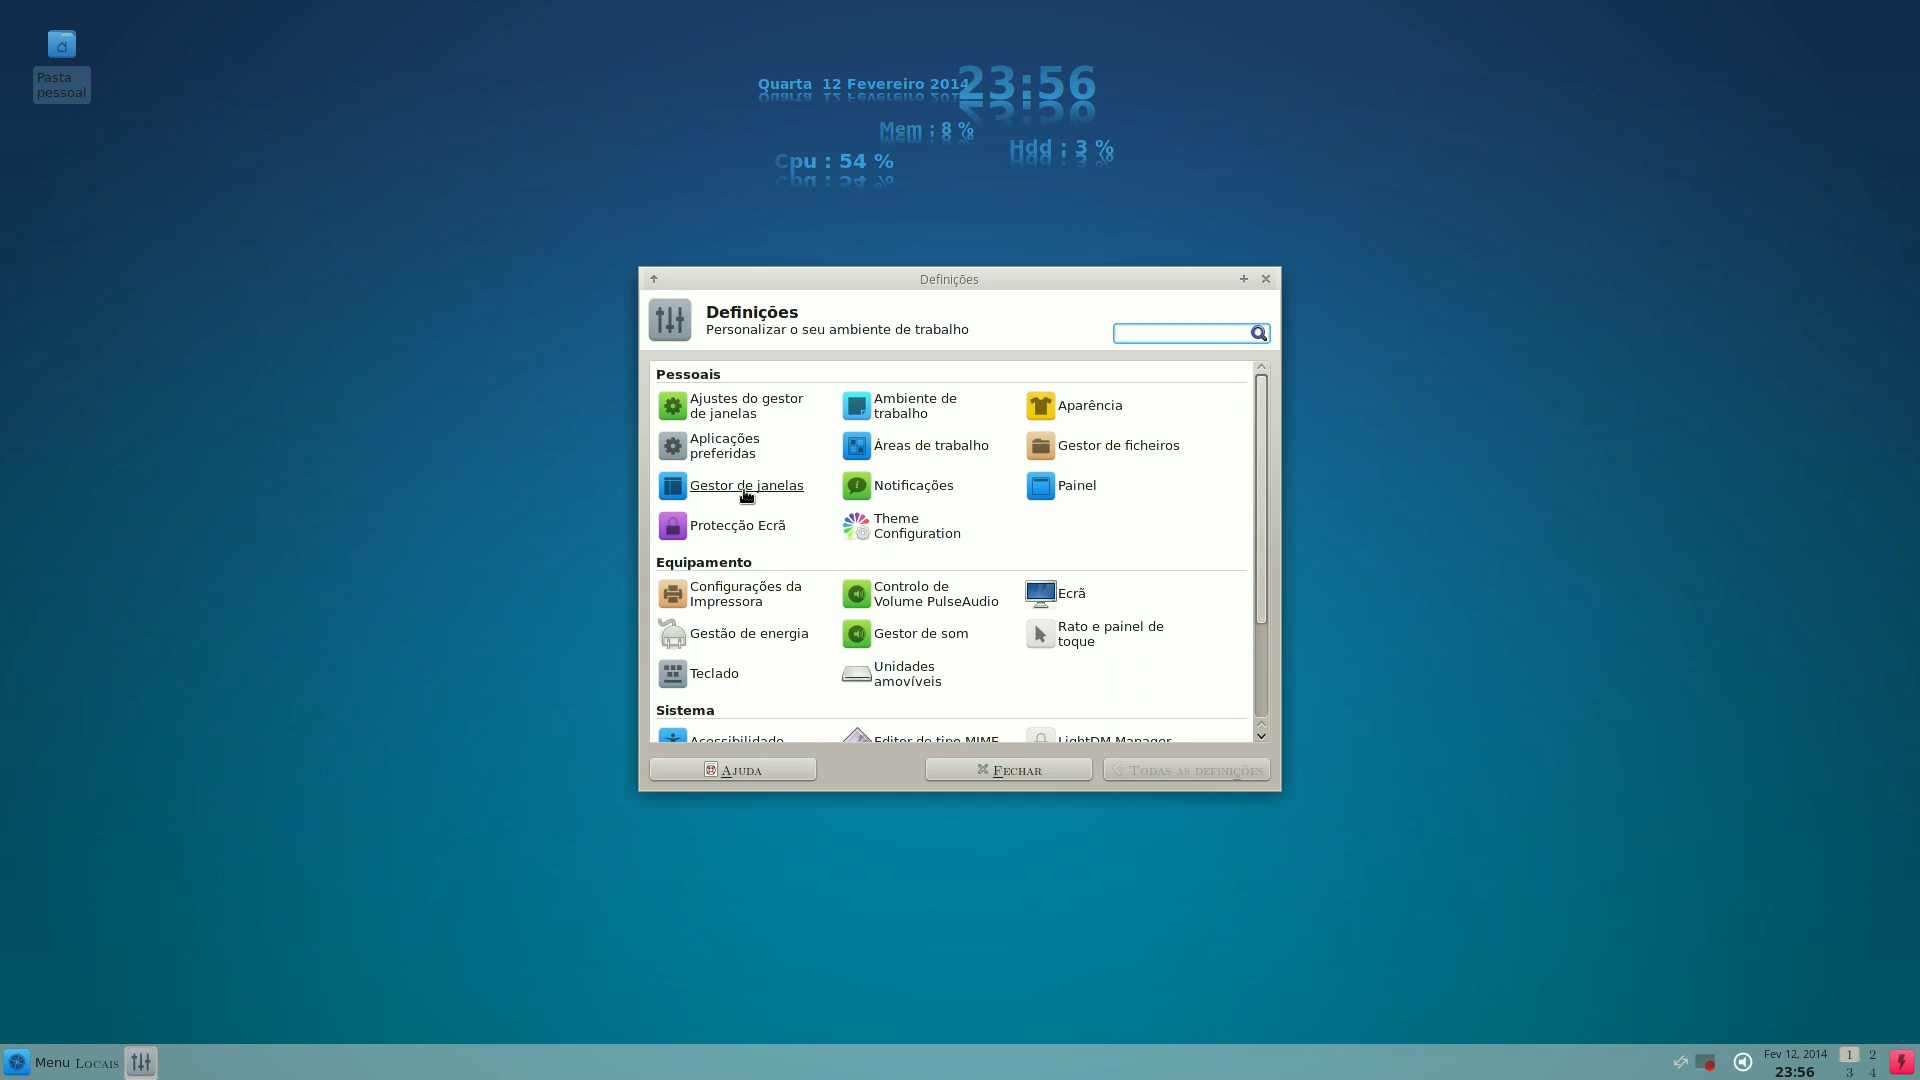 Pasta
pessoal
Quarta 12 Fevereiro 2014
23:56
Mem : 8 %
Hdd : 3 %
Cpu : 54 %
Definições
Definições
Personalizar o seu ambiente de trabalho
Pessoais
Ajustes do gestor
de janelas
Ambiente de
trabalho
Aparência
Aplicações
preferidas
Áreas de trabalho
Gestor de ficheiros
Gestor de janelas
Notificações
Painel
Protecção Ecrã
Theme
Configuration
Equipamento
Configurações da
Impressora
Controlo de
Volume PulseAudio
Ecrã
Gestão de energia
Gestor de som
Rato e painel de
toque
Teclado
Unidades
amovíveis
Sistema
Acessibilidade
Editor de tipo MIME
LightDM Manager
Ajuda
Fechar
Todas as definições
Menu
Locais
Fev 12, 2014
23:56
1 2
3 4